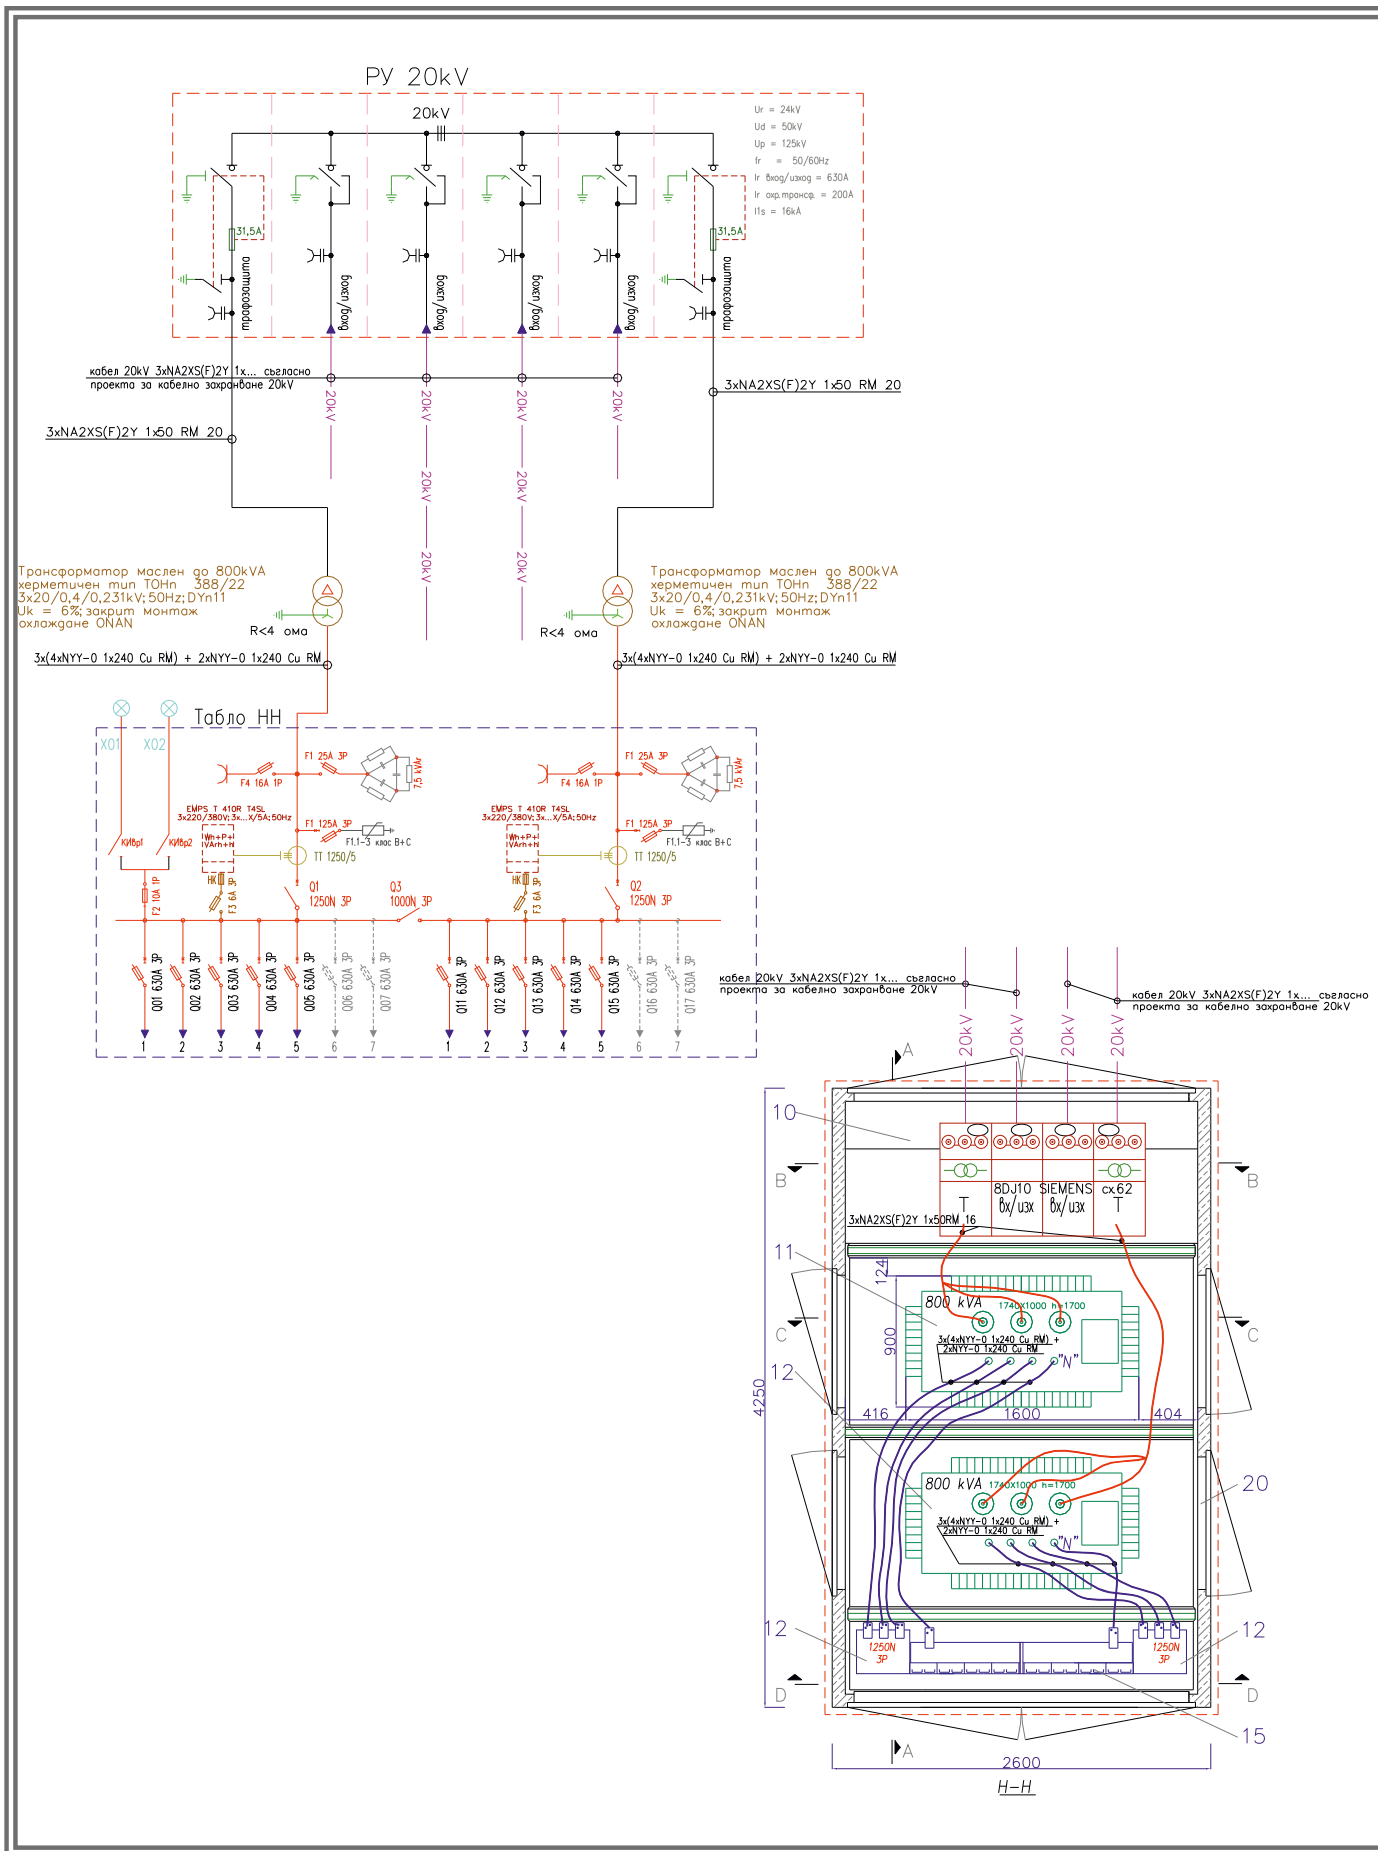 РУ 20kV
20kV
Ur = 24kV
Ud = 50kV
Up = 125kV
fr = 50/60Hz
Ir вход/изход = 630A
Ir охр.трансф. = 200A
I1s = 16kA
31,5A
31,5A
трафозащита
вход/изход
вход/изход
вход/изход
вход/изход
трафозащита
кабел 20kV 3xNA2XS(F)2Y 1x... съгласно
проекта за кабелно захранване 20kV
20kV
20kV
20kV
20kV
3xNA2XS(F)2Y 1x50 RM 20
3xNA2XS(F)2Y 1x50 RM 20
20kV
20kV
20kV
20kV
Трансформатор маслен до 800kVA
херметичен тип ТОНп 388/22
3x20/0,4/0,231kV; 50Hz; DYn11
Uk = 6%; закрит монтаж
охлаждане ONAN
Трансформатор маслен до 800kVA
херметичен тип ТОНп 388/22
3x20/0,4/0,231kV; 50Hz; DYn11
Uk = 6%; закрит монтаж
охлаждане ONAN
R<4 ома
R<4 ома
3x(4xNYY-0 1x240 Cu RM) + 2xNYY-0 1x240 Cu RM
3x(4xNYY-0 1x240 Cu RM) + 2xNYY-0 1x240 Cu RM
Табло НН
X01
X02
F1 25A 3P
F4 16A 1P
7,5 kVAr
F1 25A 3P
F4 16A 1P
7,5 kVAr
EMPS T 410R T4SL
3x220/380V; 3x...X/5A; 50Hz
EMPS T 410R T4SL
3x220/380V; 3x...X/5A; 50Hz
Wh+P+
VArh+h
F1 125A 3P
F1,1-3 клас B+C
Wh+P+
VArh+h
F1 125A 3P
F1,1-3 клас B+C
КИВр1
КИВр2
TT 1250/5
TT 1250/5
НК
НК
F2 10A 1P
F3 6A 3P
Q1
1250N 3P
Q3
1000N 3P
F3 6A 3P
Q2
1250N 3P
Q01 630A 3P
Q02 630A 3P
Q03 630A 3P
Q04 630A 3P
Q05 630A 3P
Q06 630A 3P
Q07 630A 3P
Q11 630A 3P
Q12 630A 3P
Q13 630A 3P
Q14 630A 3P
Q15 630A 3P
Q16 630A 3P
Q17 630A 3P
1 2 3 4 5 6 7
1 2 3 4 5 6 7
кабел 20kV 3xNA2XS(F)2Y 1x... съгласно
проекта за кабелно захранване 20kV
кабел 20kV 3xNA2XS(F)2Y 1x... съгласно
проекта за кабелно захранване 20kV
20kV
20kV
20kV
20kV
A
10
B
B
8DJ10 SIEMENS сх.62
T вх/изх вх/изх T
3xNA2XS(F)2Y 1x50RM 16
11
124
800 kVA
1740X1000 h=1700
C
C
900
3x(4xNYY-0 1x240 Cu RM) +
2xNYY-0 1x240 Cu RM
"N"
12
4250
416
1600
404
800 kVA
1740X1000 h=1700
20
3x(4xNYY-0 1x240 Cu RM) +
2xNYY-0 1x240 Cu RM
"N"
12
12
1250N
3P
1250N
3P
D
D
15
A
2600
H-H